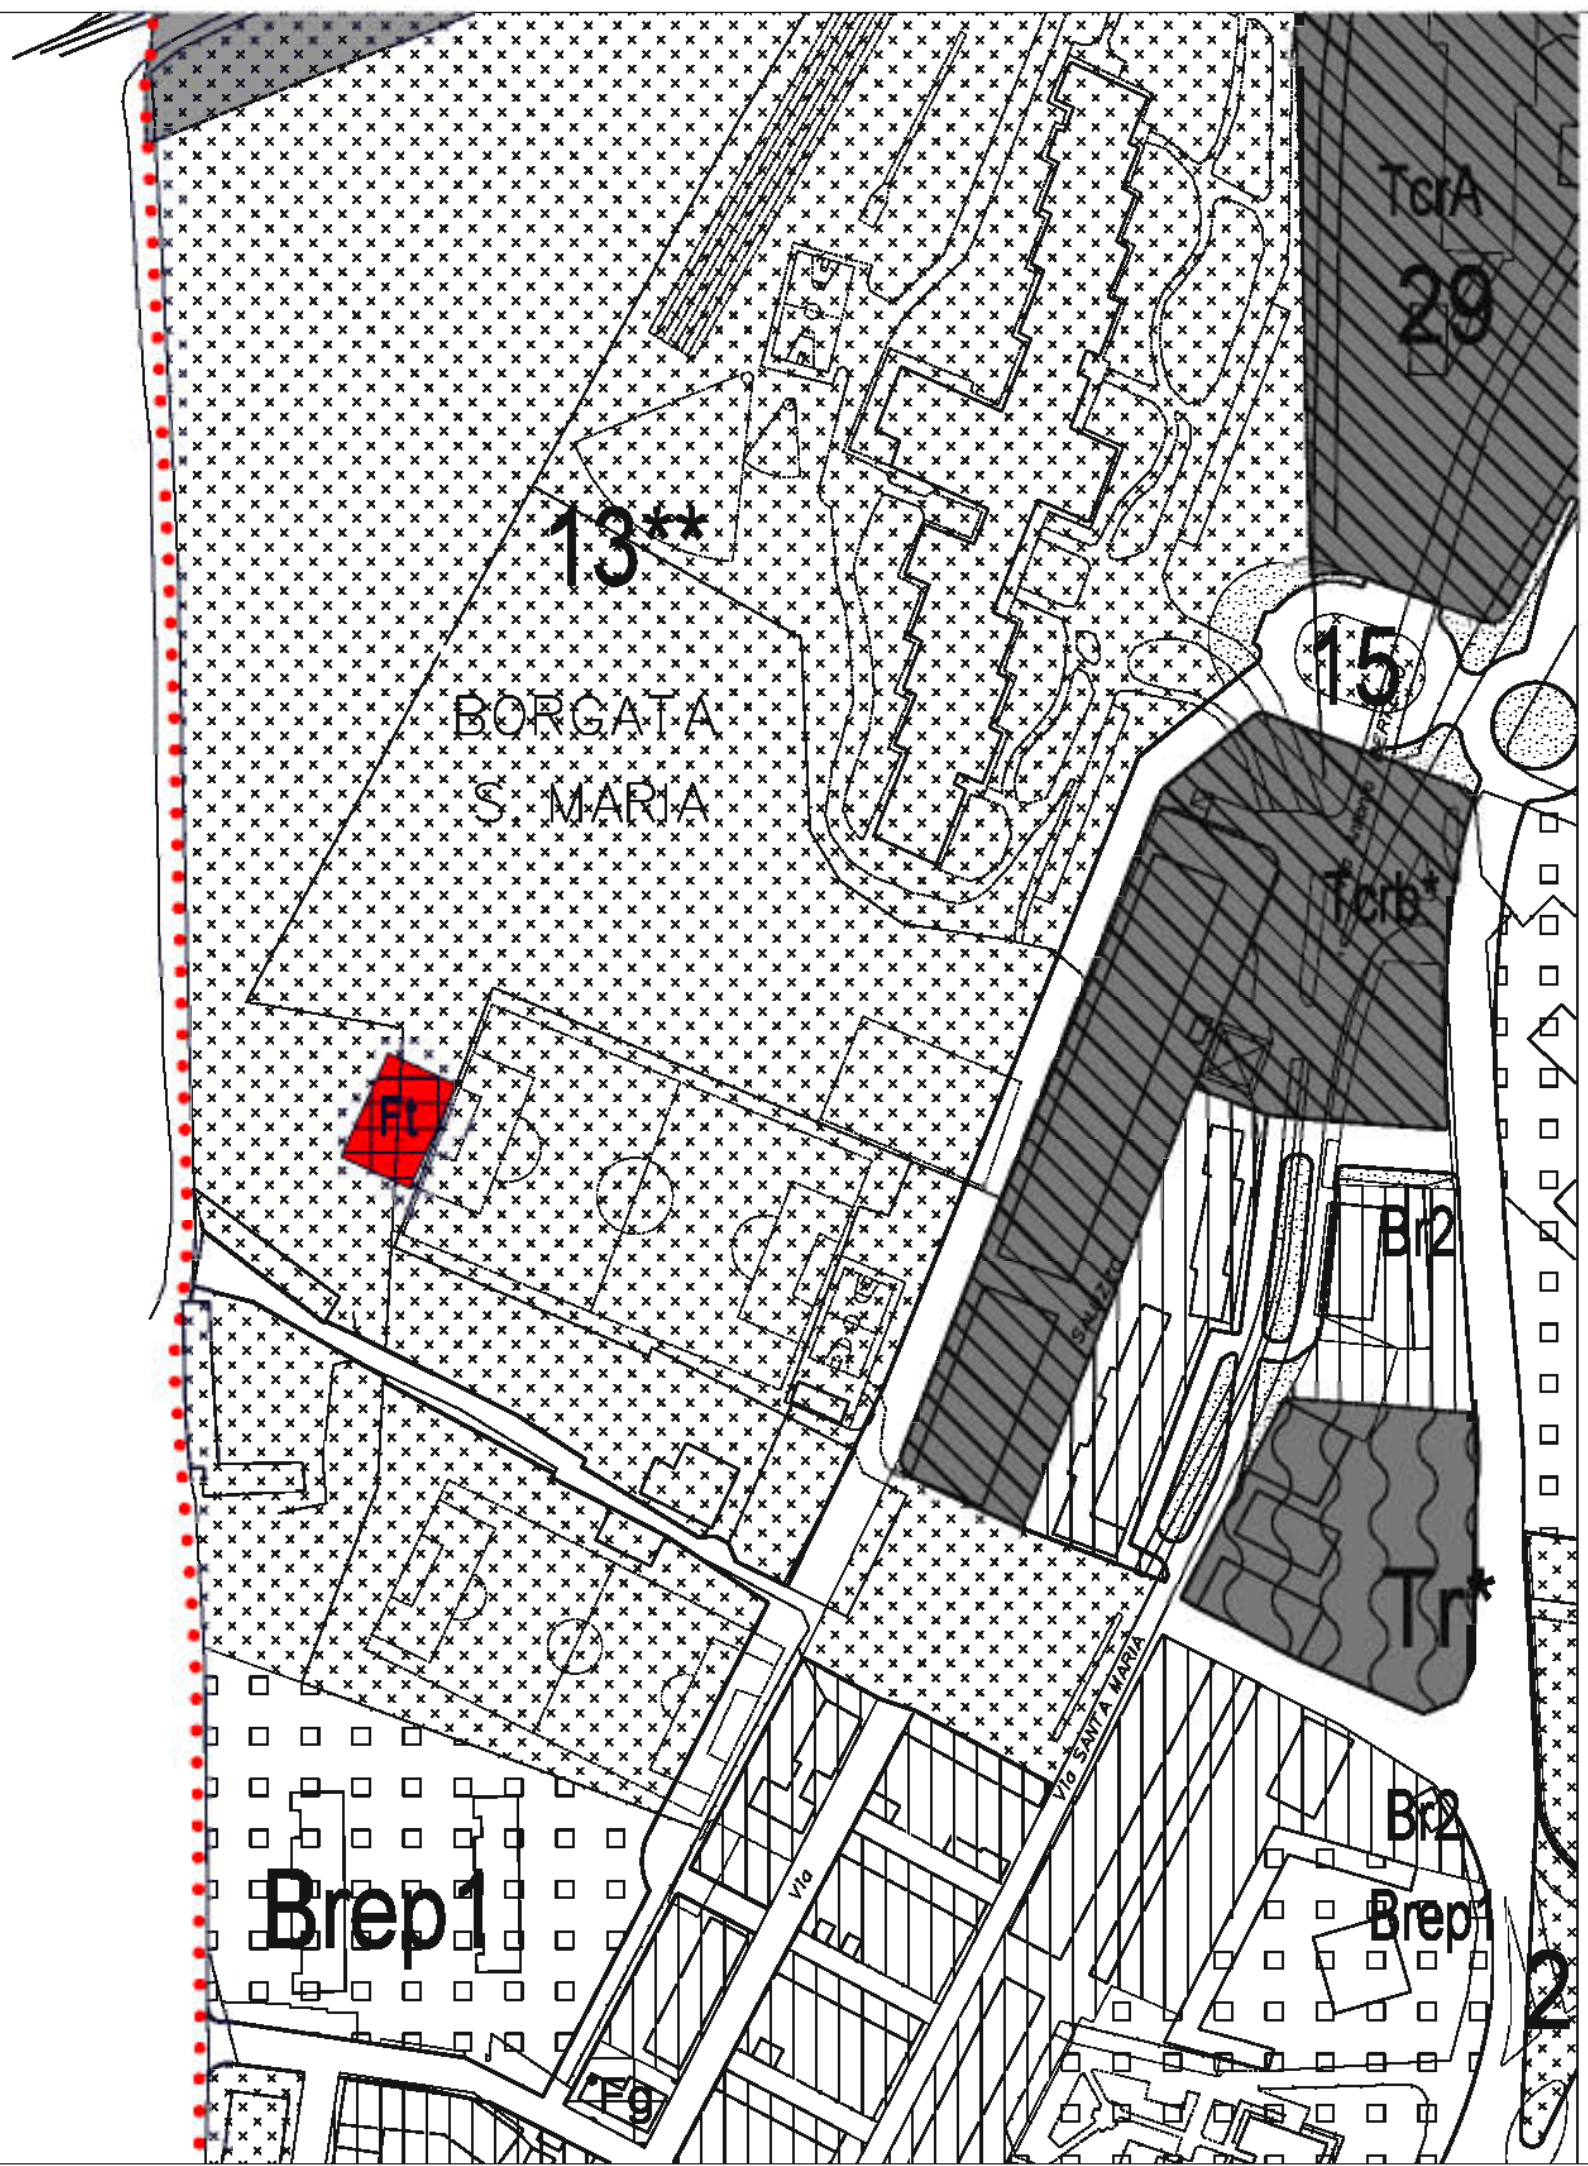 TcrA
29
13**
15
BORGATA
S. MARIA
Tcrb*
Ft
Br2
SALUZZO
Tr*
Via SANTA MARIA
Br2
Via
Brep1
Brep1
2
Fg